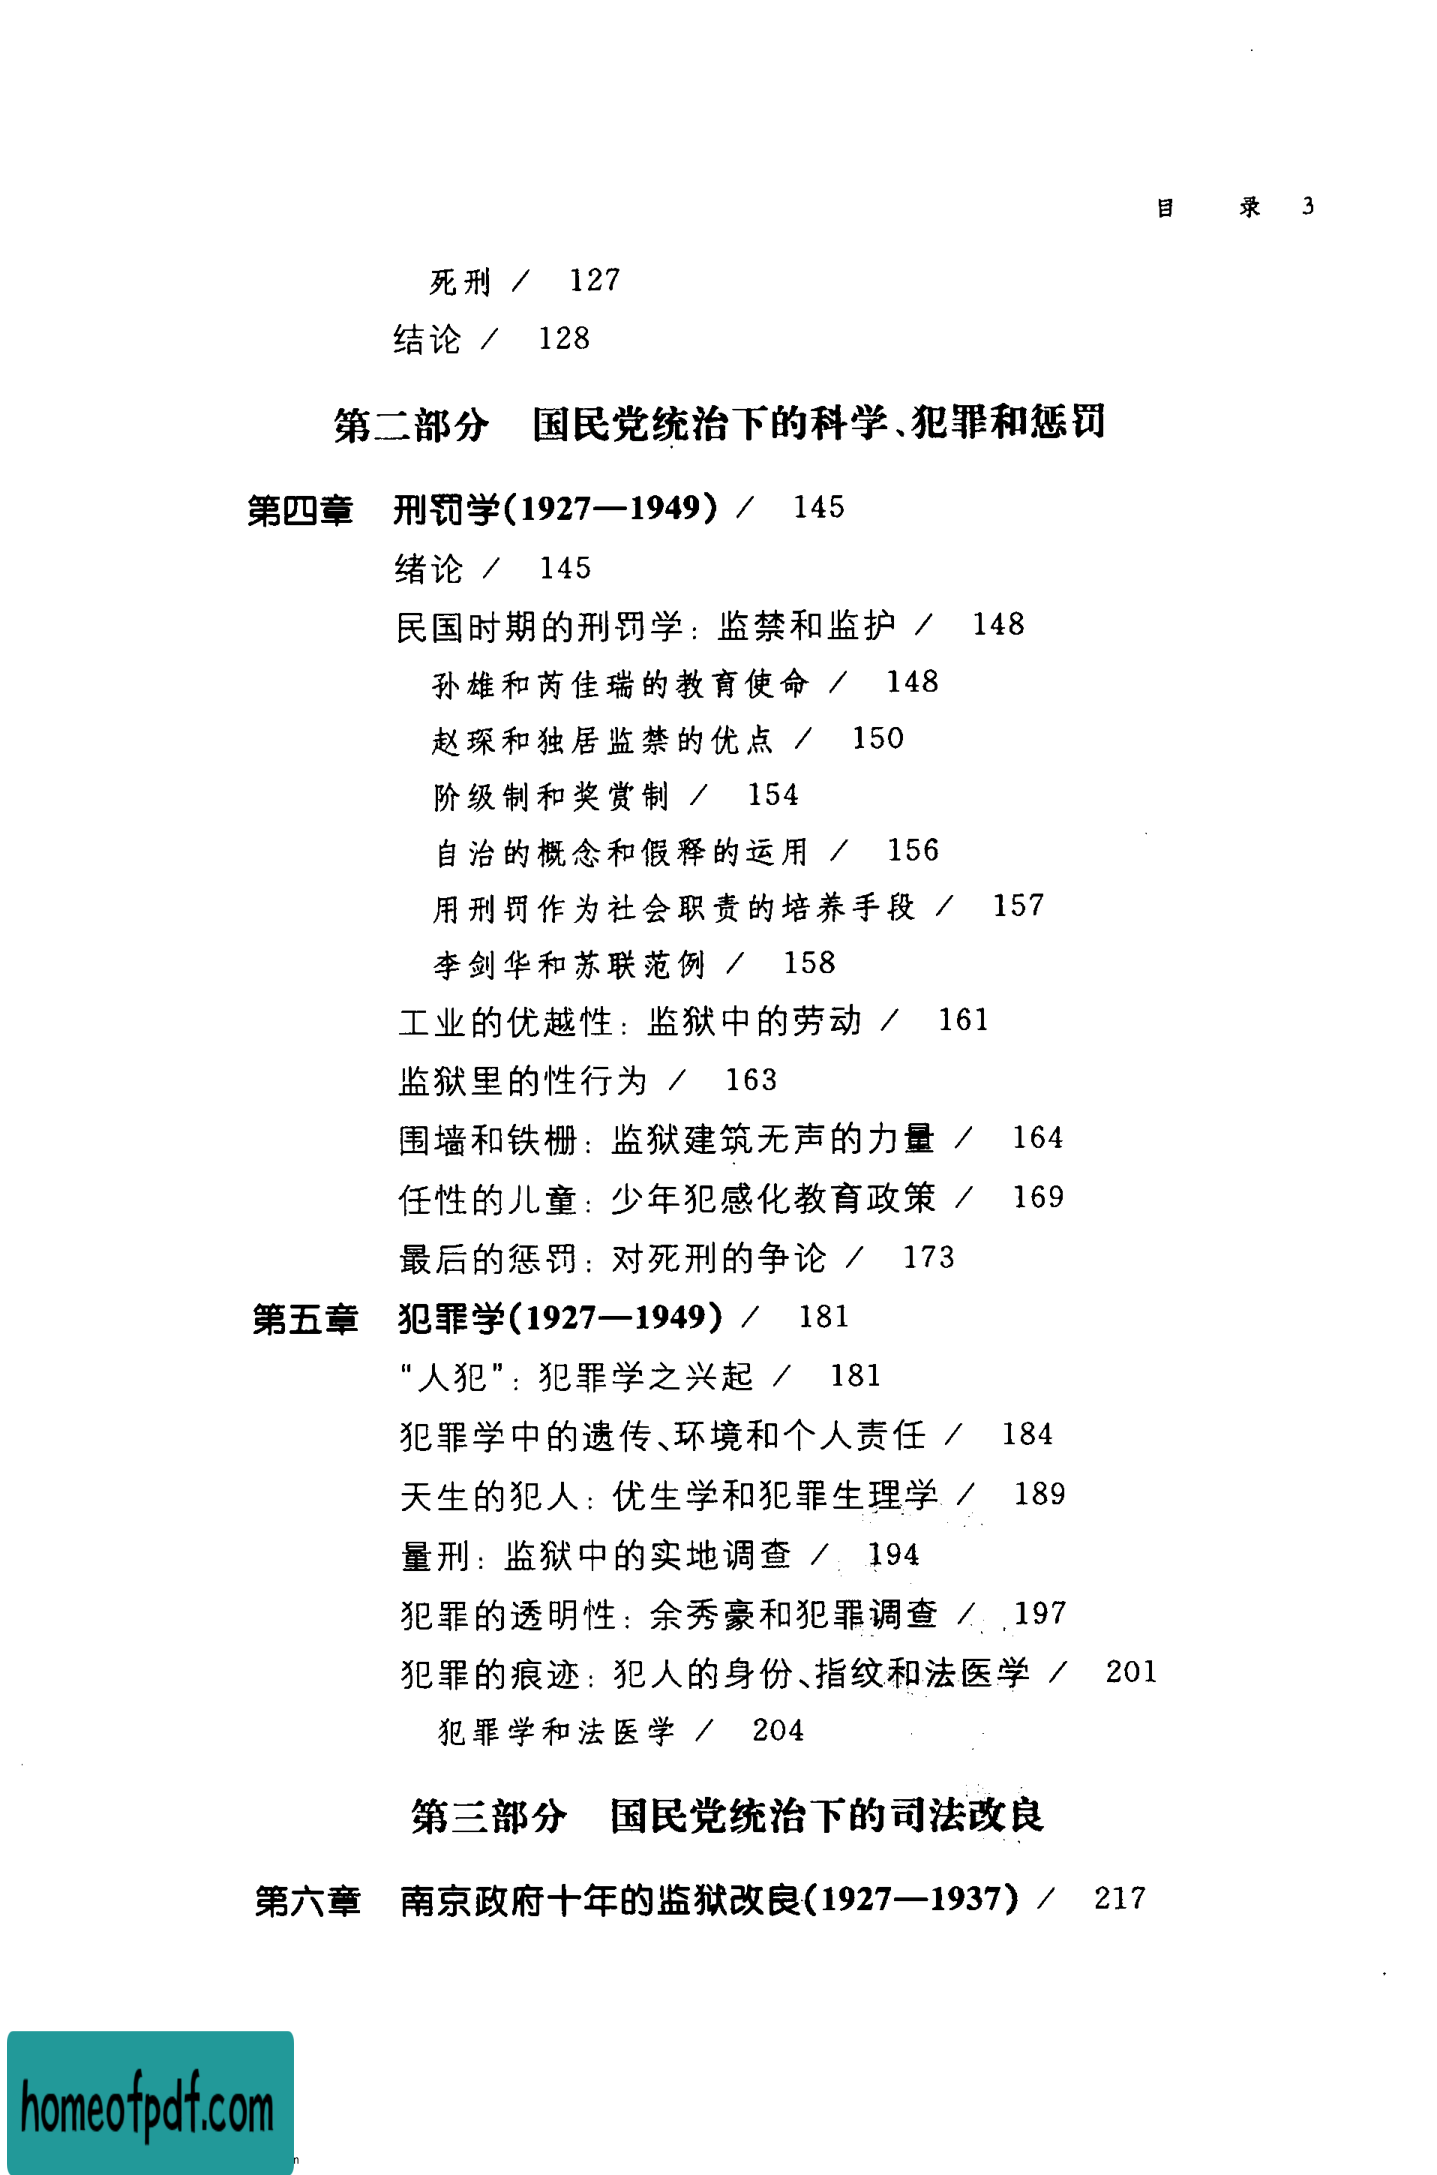 目 录 3
死刑 / 127
结论 / 128
第二部分 国民党统治下的科学、犯罪和惩罚
第四章 刑罚学(1927—1949) / 145
绪论 / 145
民国时期的刑罚学：监禁和监护 / 148
孙雄和芮佳瑞的教育使命 / 148
赵琛和独居监禁的优点 / 150
阶级制和奖赏制 / 154
自治的概念和假释的运用 / 156
用刑罚作为社会职责的培养手段 / 157
李剑华和苏联范例 / 158
工业的优越性：监狱中的劳动 / 161
监狱里的性行为 / 163
围墙和铁栅：监狱建筑无声的力量 / 164
任性的儿童：少年犯感化教育政策 / 169
最后的惩罚：对死刑的争论 / 173
第五章 犯罪学(1927—1949) / 181
"人犯"：犯罪学之兴起 / 181
犯罪学中的遗传、环境和个人责任 / 184
天生的犯人：优生学和犯罪生理学 / 189
量刑：监狱中的实地调查 / 194
犯罪的透明性：余秀豪和犯罪调查 / 197
犯罪的痕迹：犯人的身份、指纹和法医学 / 201
犯罪学和法医学 / 204
第三部分 国民党统治下的司法改良
第六章 南京政府十年的监狱改良(1927—1937) / 217
homeofpdf.com